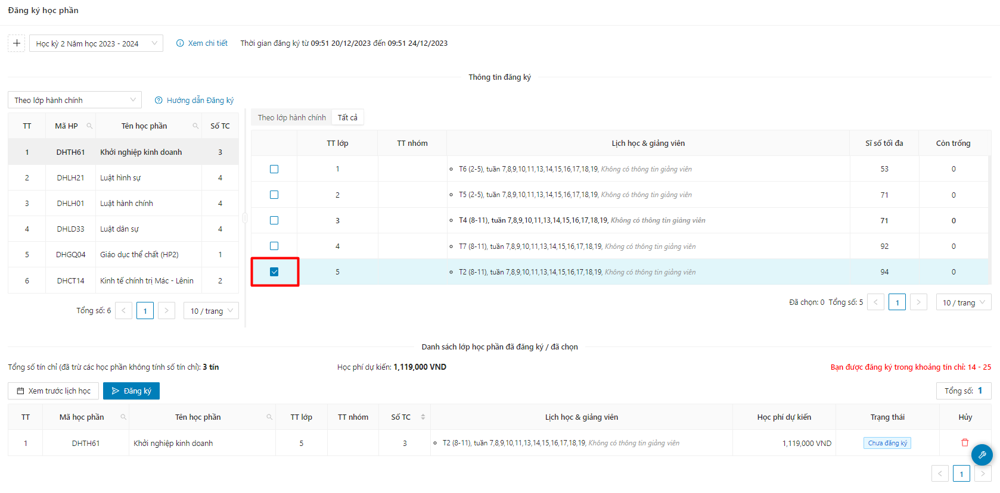 Đăng ký học phần
Học kỳ 2 Năm học 2023 - 2024 Xem chi tiết Thời gian đăng ký từ 09:51 20/12/2023 đến 09:51 24/12/2023
Thông tin đăng ký
Theo lớp hành chính Hướng dẫn Đăng ký
TT Mã HP Tên học phần Số TC
1 DHTH61 Khởi nghiệp kinh doanh 3
2 DHLH21 Luật hình sự 4
3 DHLH01 Luật hành chính 4
4 DHLD33 Luật dân sự 4
5 DHGQ04 Giáo dục thể chất (HP2) 1
6 DHCT14 Kinh tế chính trị Mác - Lênin 2
Tổng số: 6 < 1 > 10 / trang
Theo lớp hành chính Tất cả
TT lớp TT nhóm Lịch học & giảng viên Sĩ số tối đa Còn trống
1 T6 (2-5), tuần 7,8,9,10,11,13,14,15,16,17,18,19, Không có thông tin giảng viên 53 0
2 T5 (2-5), tuần 7,8,9,10,11,13,14,15,16,17,18,19, Không có thông tin giảng viên 71 0
3 T4 (8-11), tuần 7,8,9,10,11,13,14,15,16,17,18,19, Không có thông tin giảng viên 71 0
4 T7 (8-11), tuần 7,8,9,10,11,13,14,15,16,17,18,19, Không có thông tin giảng viên 92 0
5 T2 (8-11), tuần 7,8,9,10,11,13,14,15,16,17,18,19, Không có thông tin giảng viên 94 0
Đã chọn: 0 Tổng số: 5 < 1 > 10 / trang
Danh sách lớp học phần đã đăng ký / đã chọn
Tổng số tín chỉ (đã trừ các học phần không tính số tín chỉ): 3 tín Học phí dự kiến: 1,119,000 VND Bạn được đăng ký trong khoảng tín chỉ: 14 - 25
Xem trước lịch học Đăng ký Tổng số: 1
TT Mã học phần Tên học phần TT lớp TT nhóm Số TC Lịch học & giảng viên Học phí dự kiến Trạng thái Hủy
1 DHTH61 Khởi nghiệp kinh doanh 5 3 T2 (8-11), tuần 7,8,9,10,11,13,14,15,16,17,18,19, Không có thông tin giảng viên 1,119,000 VND Chưa đăng ký
< 1 >